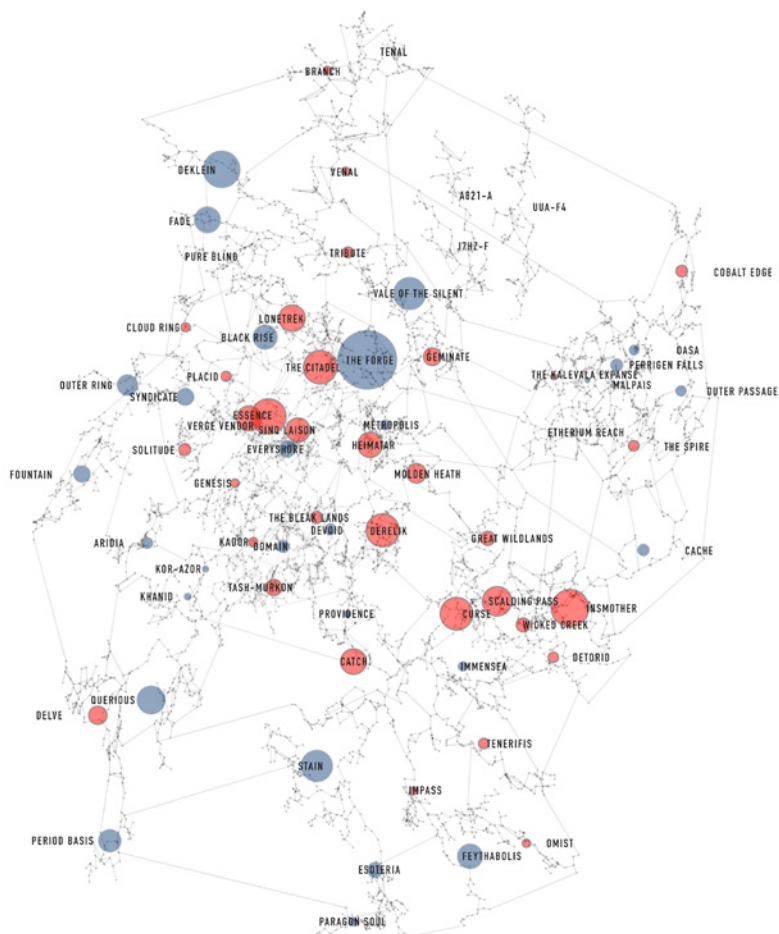 TENAL
BRANCH
DEKLEIN
VENAL
A821-A
UUA-F4
FADE
PURE BLIND
TRIBUTE
J7HZ-F
COBALT EDGE
VALE OF THE SILENT
LONETREK
CLOUD RING
BLACK RISE
THE CITADEL
THE FORGE
GEMINATE
OASA
PERRIGEN FALLS
THE KALEVALA EXPANSE
MALPAIS
OUTER RING
PLACID
SYNDICATE
OUTER PASSAGE
ESSENCE
VERGE VENDOR
SINQ LAISON
METROPOLIS
ETHERIUM REACH
SOLITUDE
EVERYSHORE
HEIMATAR
THE SPIRE
FOUNTAIN
GENESIS
MOLDEN HEATH
THE BLEAK LANDS
DEVOID
DERELIK
ARIDIA
KADOR
DOMAIN
GREAT WILDLANDS
CACHE
KOR-AZOR
TASH-MURKON
KHANID
PROVIDENCE
CURSE
SCALDING PASS
INSMOTHER
WICKED CREEK
CATCH
IMMENSEA
DETORID
QUERIOUS
DELVE
TENERIFIS
STAIN
IMPASS
PERIOD BASIS
OMIST
FEYTHABOLIS
ESOTERIA
PARAGON SOUL